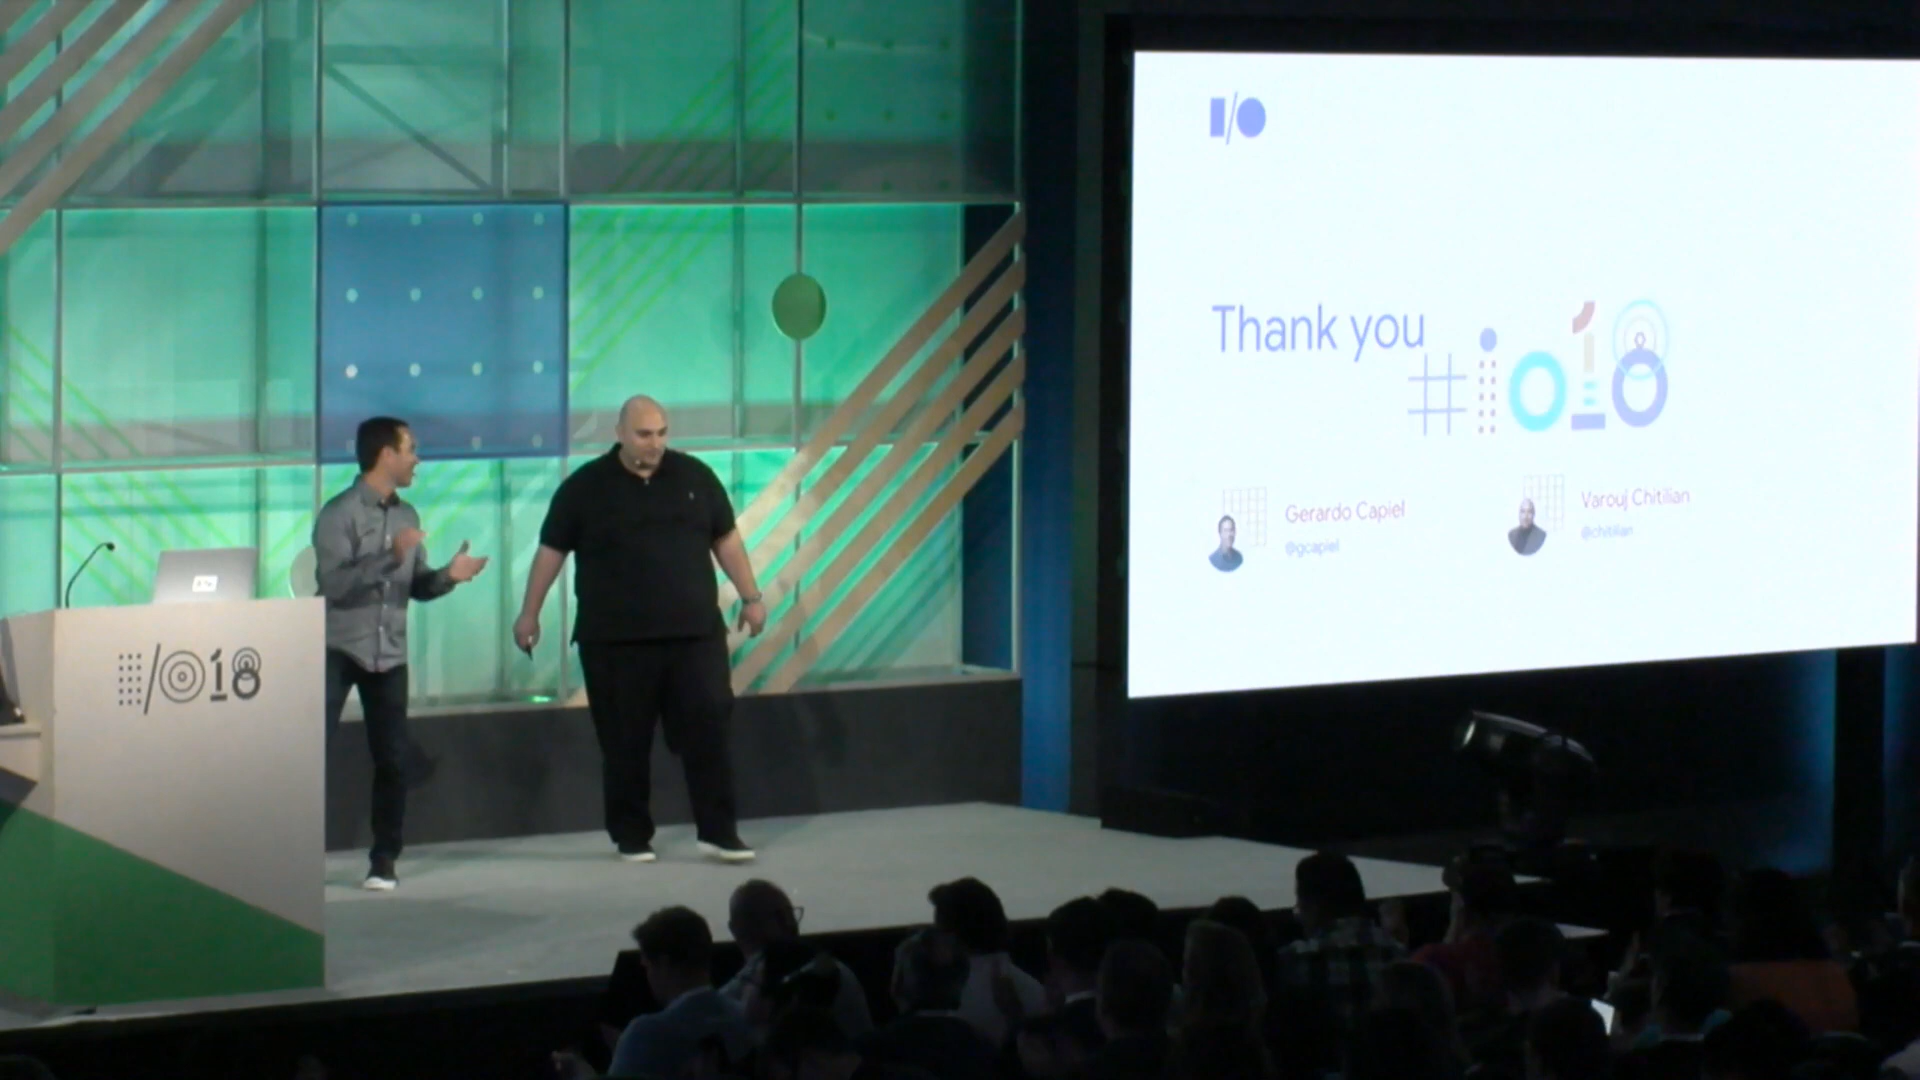 I/O
Thank you
#io18
Gerardo Capiel
@gcapiel
Varouj Chitilian
@chitilian
I/O18